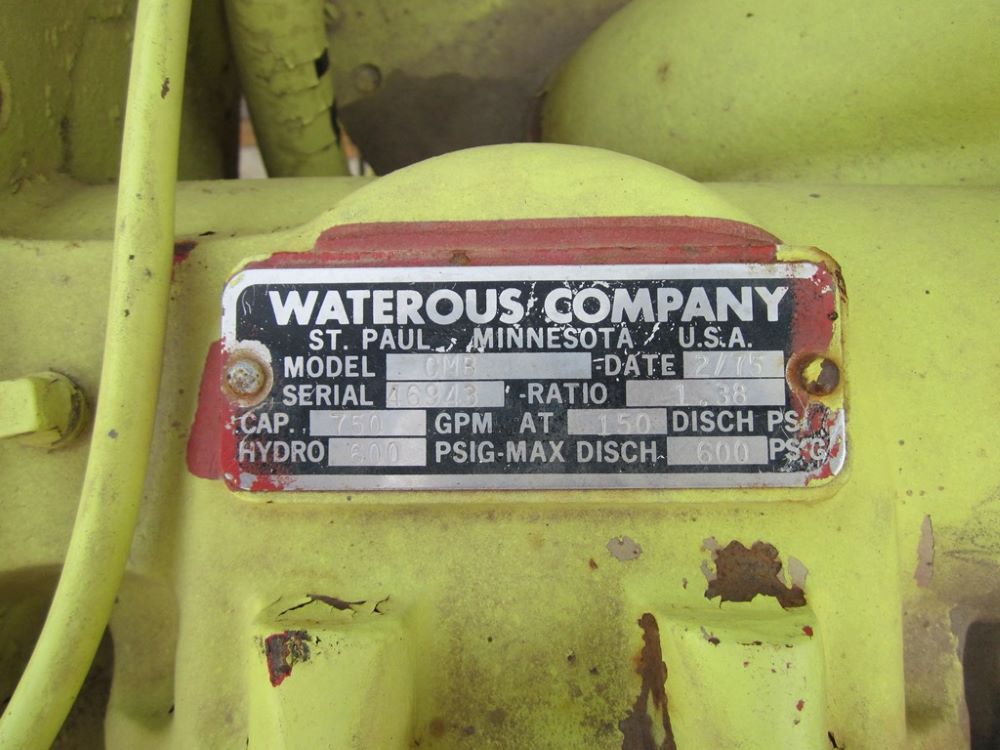 WATEROUS COMPANY
ST. PAUL, MINNESOTA, U.S.A.
MODEL CMB -DATE 2/75
SERIAL 46943 -RATIO 1.38
CAP. 750 GPM AT 150 DISCH PSI
HYDRO 600 PSIG-MAX DISCH 600 PSIG